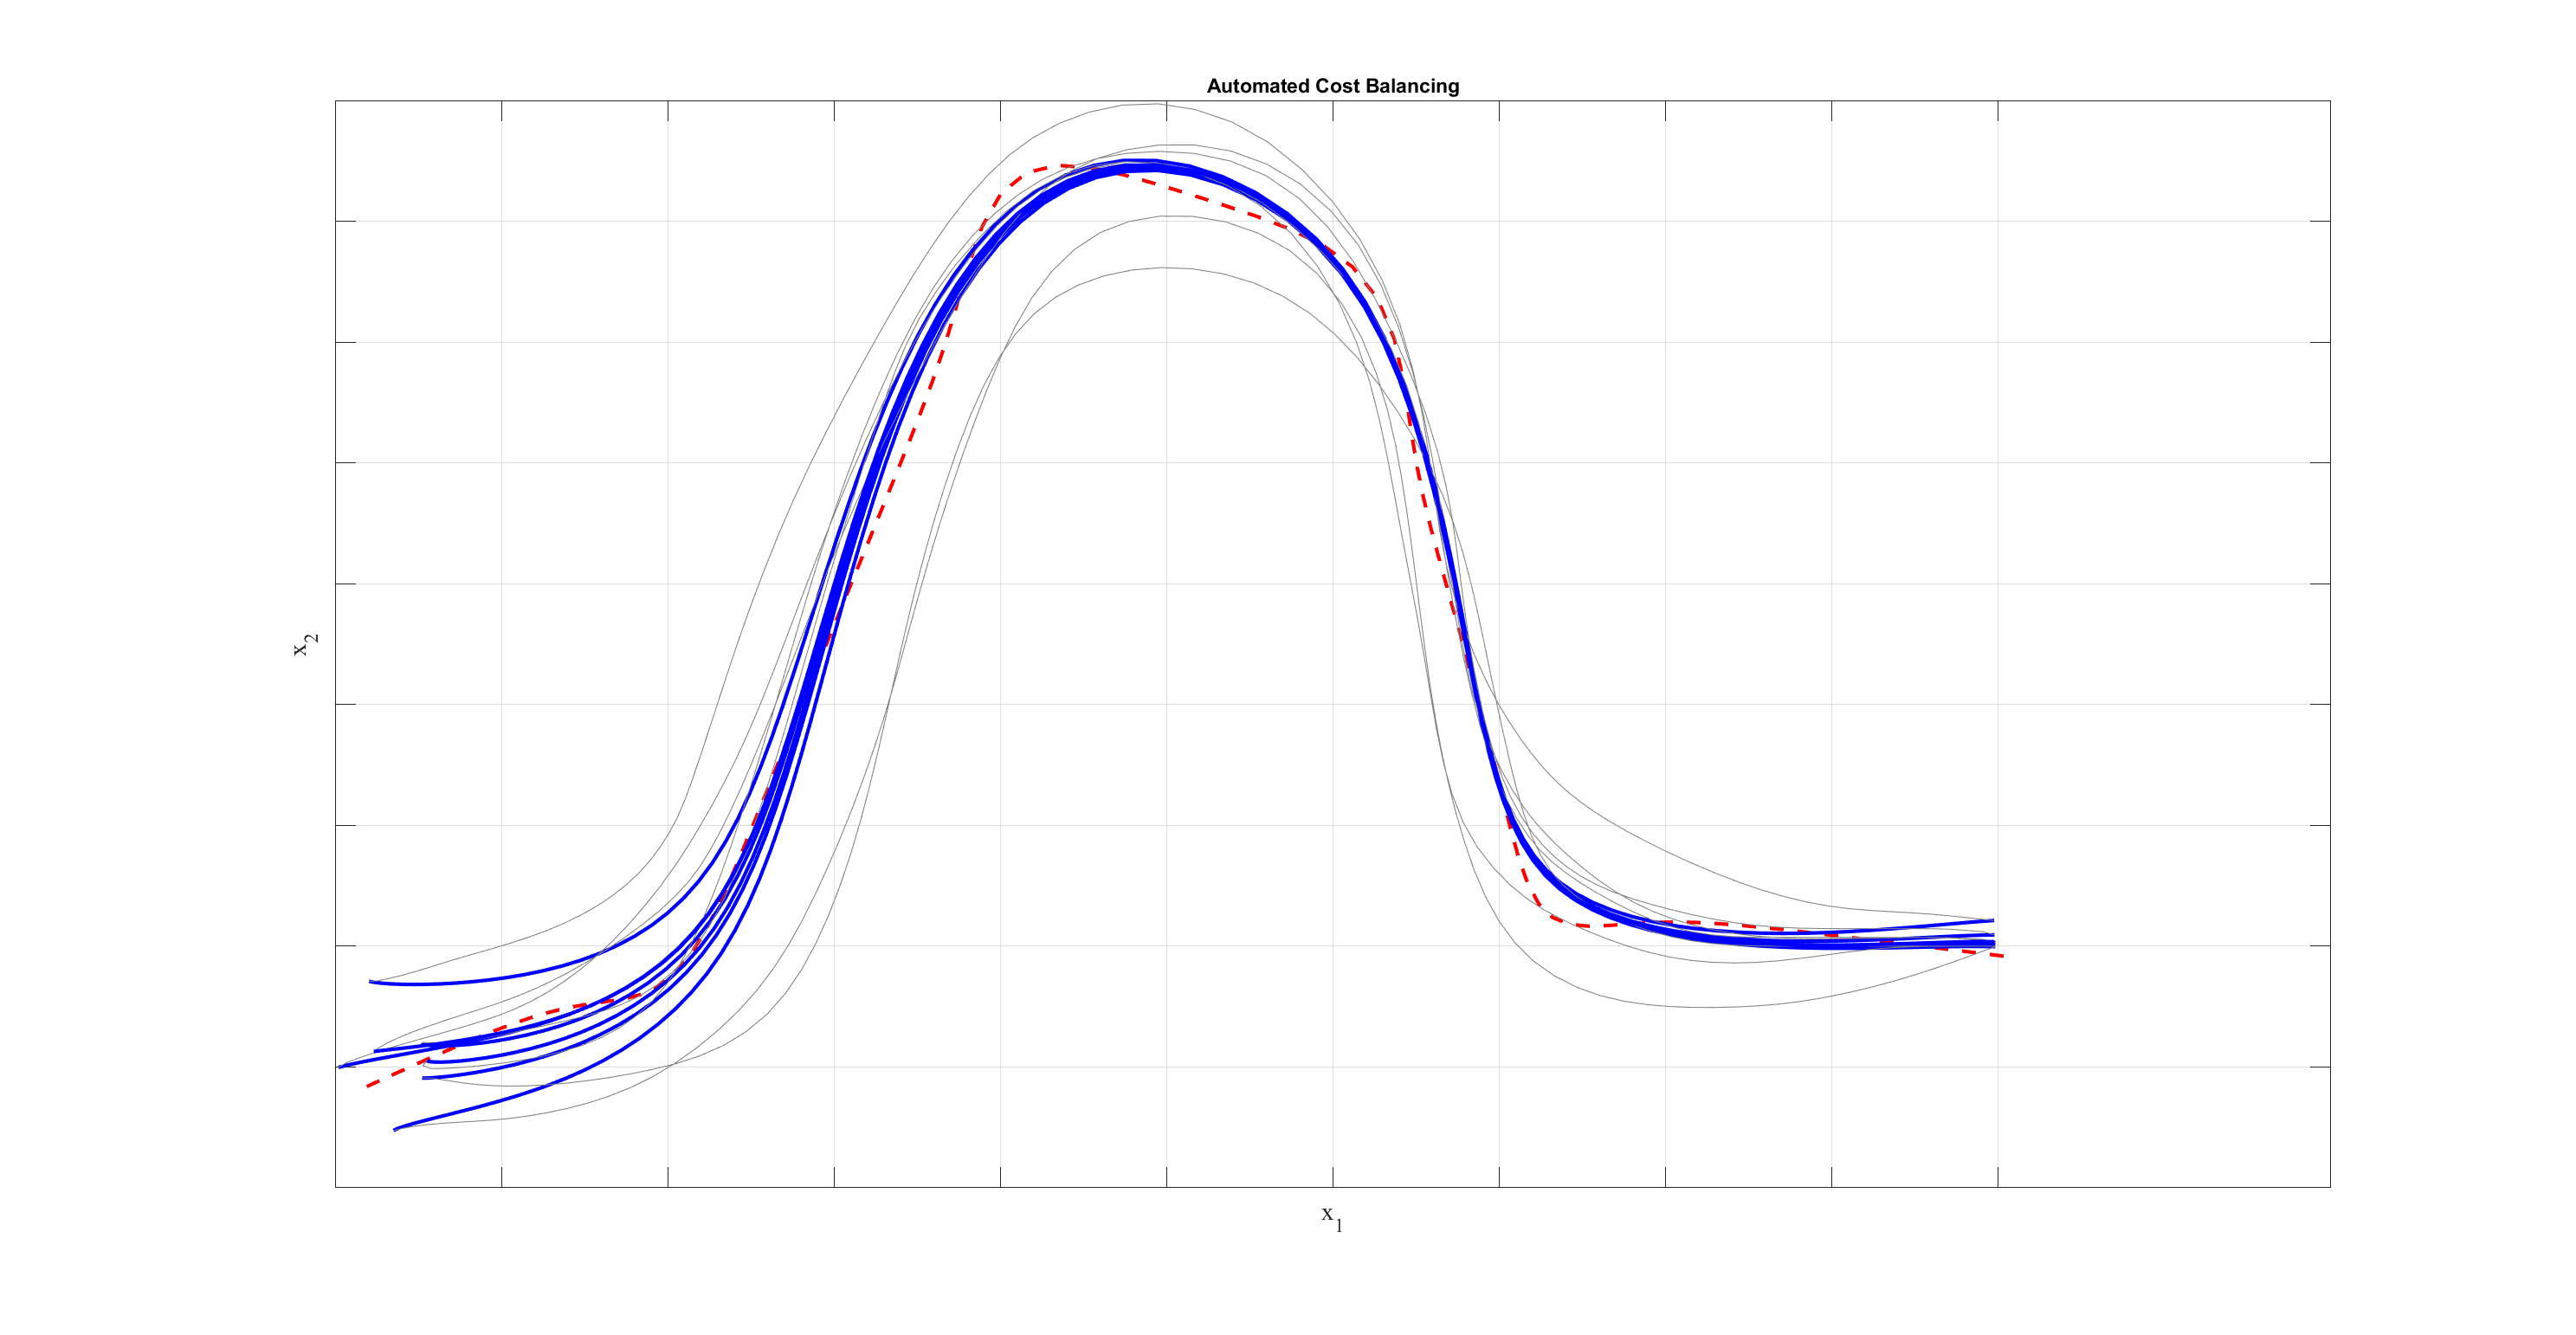 Automated Cost Balancing
x₂
x₁